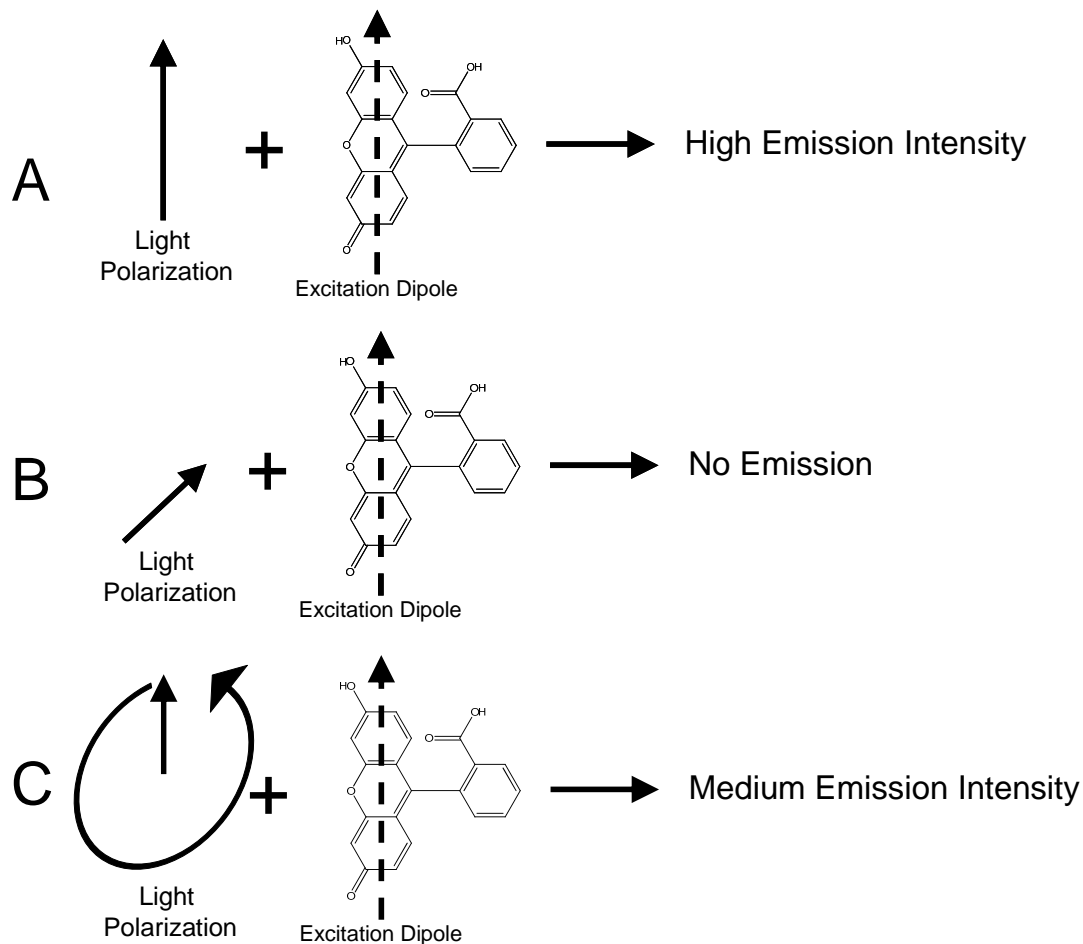 A
Light
Polarization
+
HO
O
O
O
OH
Excitation Dipole
High Emission Intensity
B
Light
Polarization
+
HO
O
O
O
OH
Excitation Dipole
No Emission
C
Light
Polarization
+
HO
O
O
O
OH
Excitation Dipole
Medium Emission Intensity